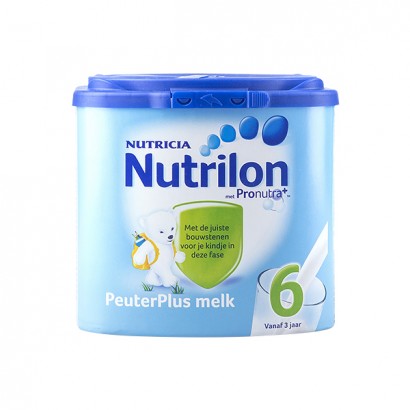 NUTRICIA
Nutrilon
met Pronutra+™
Met de juiste
bouwstenen
voor je kindje in
deze fase
PeuterPlus melk
6
Vanaf 3 jaar